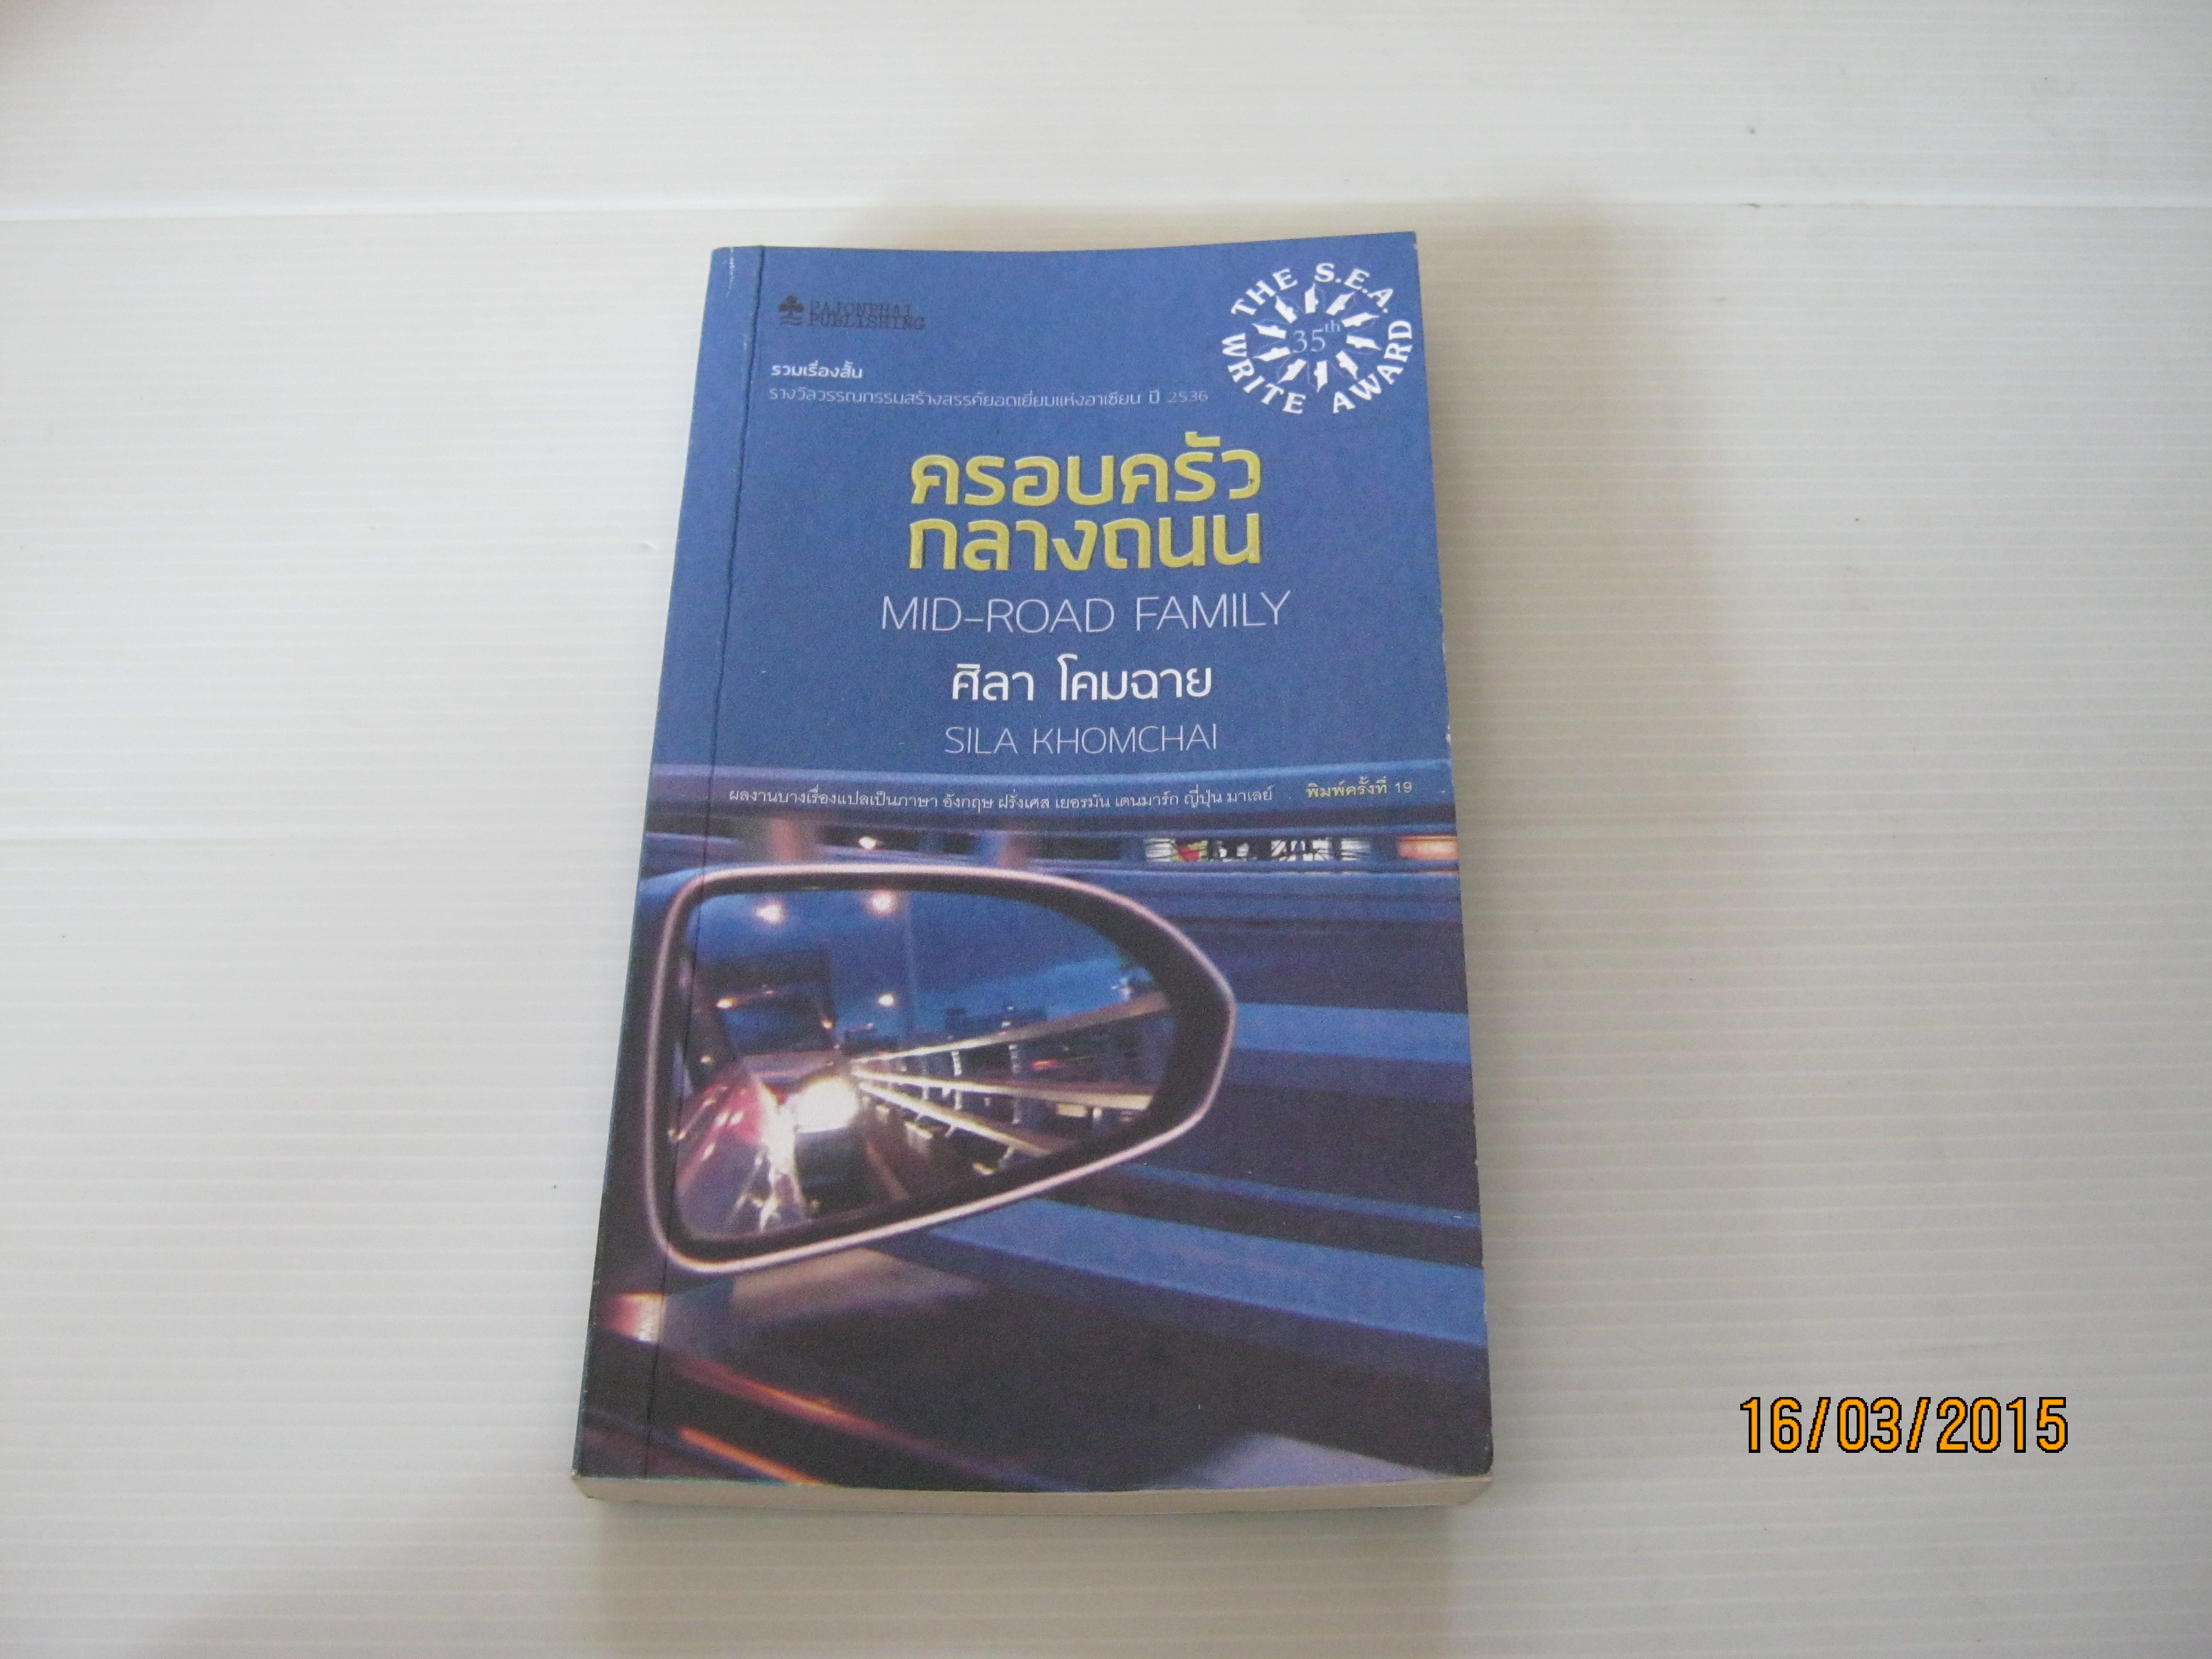 PAJONPHAI
PUBLISHING
THE S.E.A. WRITE AWARD
35th
รวมเรื่องสั้น
รางวัลวรรณกรรมสร้างสรรค์ยอดเยี่ยมแห่งอาเซียน ปี 2536
ครอบครัว
กลางถนน
MID-ROAD FAMILY
ศิลา โคมฉาย
SILA KHOMCHAI
ผลงานบางเรื่องแปลเป็นภาษา อังกฤษ ฝรั่งเศส เยอรมัน เดนมาร์ก ญี่ปุ่น มาเลย์ พิมพ์ครั้งที่ 19
16/03/2015